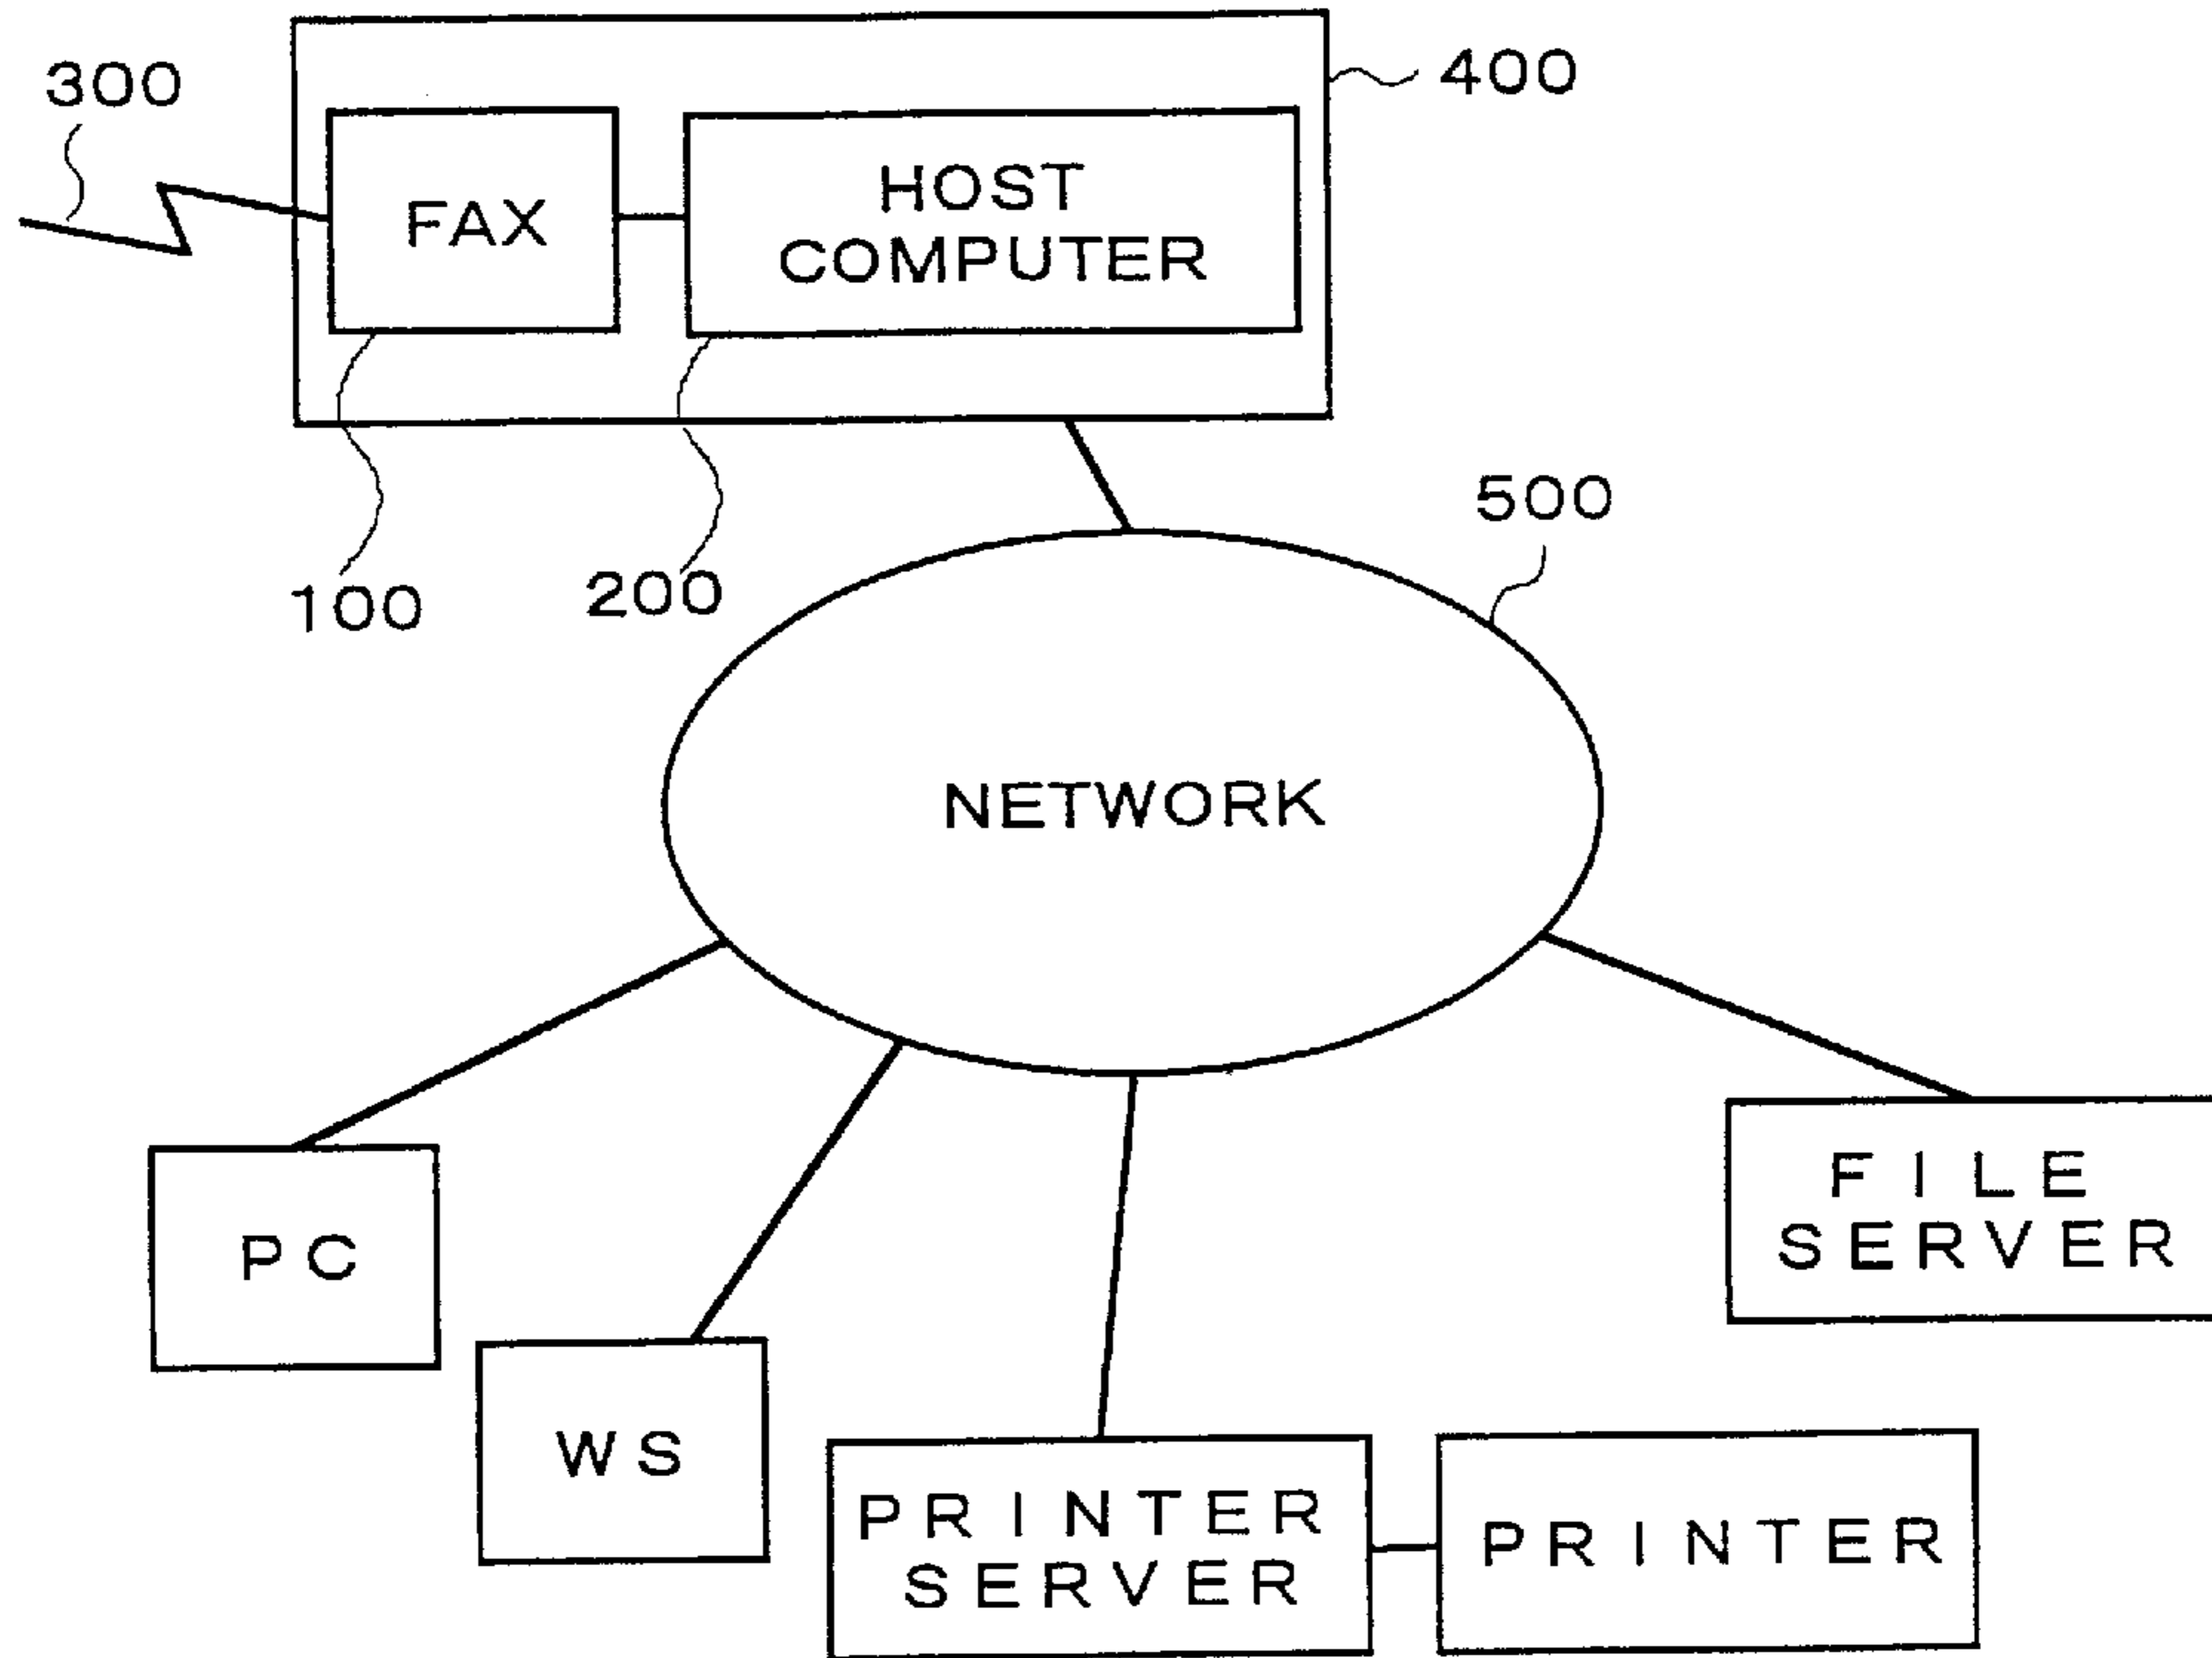 300
400
FAX
HOST
COMPUTER
100
200
500
NETWORK
PC
WS
PRINTER
SERVER
PRINTER
FILE
SERVER